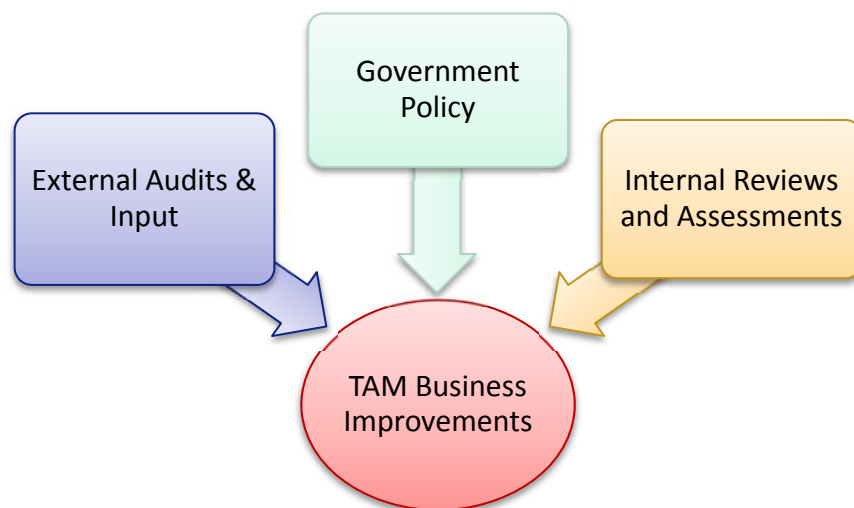 Government
Policy
External Audits &
Input
Internal Reviews
and Assessments
TAM Business
Improvements